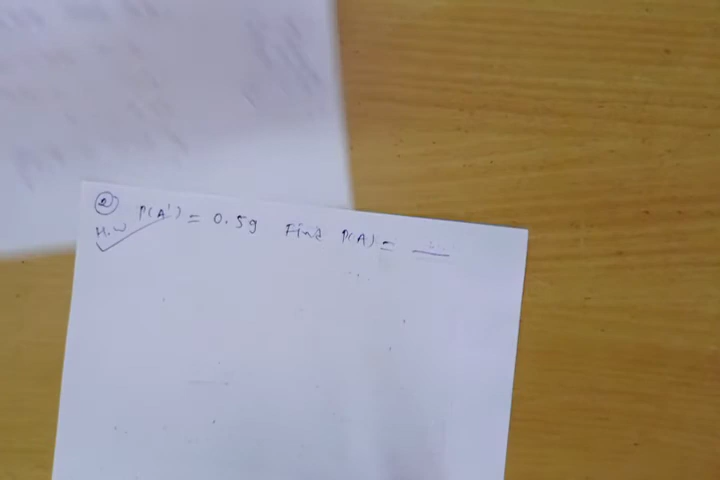 ② P(A') = 0.59 Find P(A) = ___
H.W